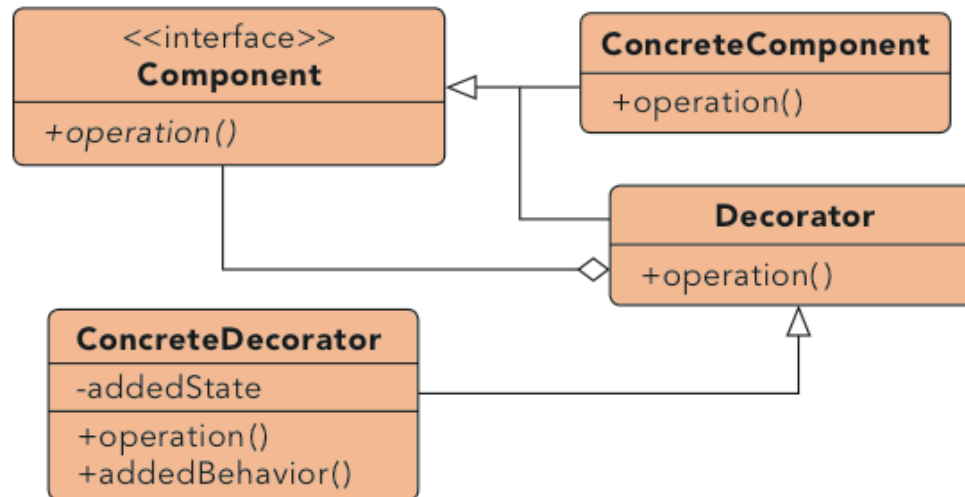 <<interface>>
Component
+operation()
ConcreteComponent
+operation()
Decorator
+operation()
ConcreteDecorator
-addedState
+operation()
+addedBehavior()